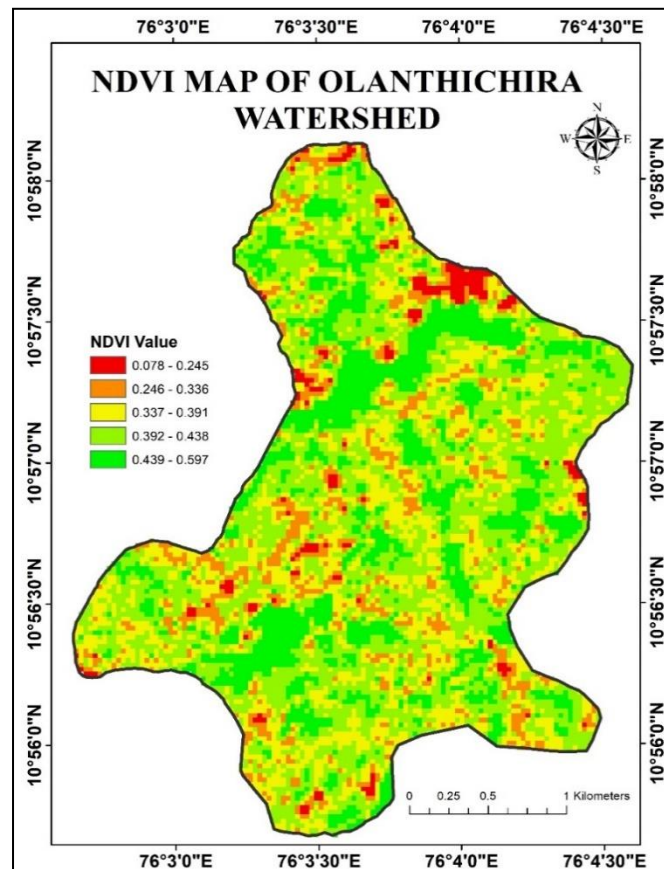 76°3'0"E 76°3'30"E 76°4'0"E 76°4'30"E
NDVI MAP OF OLANTHICHIRA
WATERSHED
N
W E
S
10°58'0"N
10°57'30"N
10°57'0"N
10°56'30"N
10°56'0"N
NDVI Value
0.078 - 0.245
0.246 - 0.336
0.337 - 0.391
0.392 - 0.438
0.439 - 0.597
10°58'0"N
10°57'30"N
10°57'0"N
10°56'30"N
10°56'0"N
0 0.25 0.5 1 Kilometers
76°3'0"E 76°3'30"E 76°4'0"E 76°4'30"E